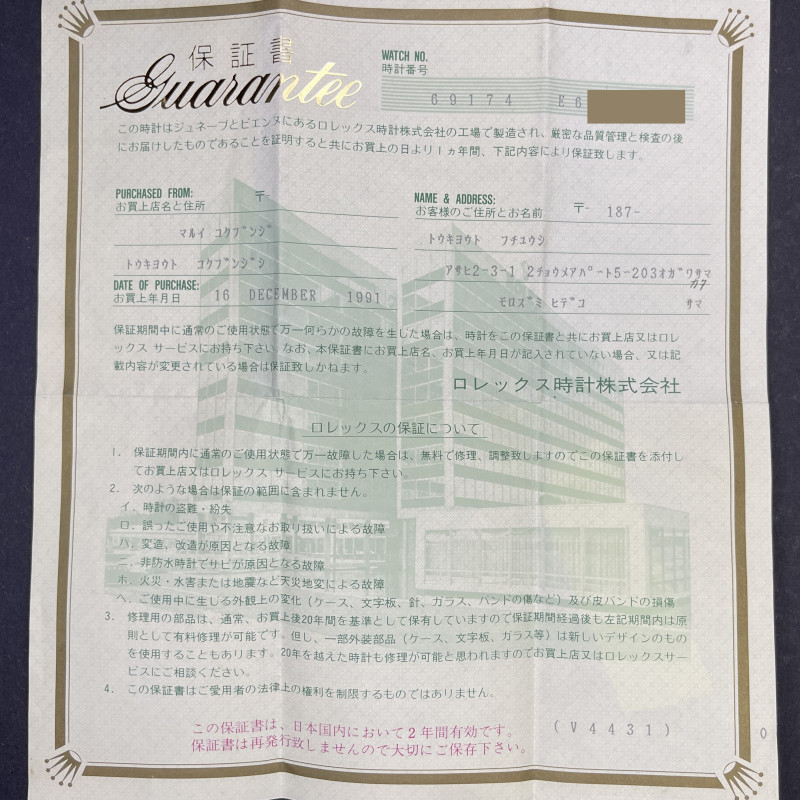 保証書
Guarantee
WATCH NO.
時計番号
69174 E6
この時計はジュネーブとビエンヌにあるロレックス時計株式会社の工場で製造され、厳密な品質管理と検査の後
にお届けしたものであることを証明すると共にお買上の日より1ヵ年間、下記内容により保証致します。
PURCHASED FROM: 〒-
お買上店名と住所
マルイ コクブンジ
トウキヨウト コクブンジシ
DATE OF PURCHASE:
お買上年月日 16 DECEMBER 1991
NAME & ADDRESS:
お客様のご住所とお名前 〒- 187-
トウキヨウト フチユウシ
アサヒ2-3-1 2チョウメアパート5-203オガワサマ
カタ
モロズミ ヒデコ サマ
保証期間中に通常のご使用状態で万一何らかの故障を生じた場合は、時計をこの保証書と共にお買上店又はロレ
ックス サービスにお持ち下さい。なお、本保証書にお買上店名、お買上年月日が記入されていない場合、又は記
載内容が変更されている場合は保証致しかねます。
ロレックス時計株式会社
ロレックスの保証について
1. 保証期間内に通常のご使用状態で万一故障した場合は、無料で修理、調整致しますのでこの保証書を添付し
てお買上店又はロレックス サービスにお持ち下さい。
2. 次のような場合は保証の範囲に含まれません。
イ. 時計の盗難・紛失
ロ. 誤ったご使用や不注意なお取り扱いによる故障
ハ. 変造、改造が原因となる故障
ニ. 非防水時計でサビが原因となる故障
ホ. 火災・水害または地震など天災地変による故障
ヘ. ご使用中に生じる外観上の変化(ケース、文字板、針、ガラス、バンドの傷など)及び皮バンドの損傷
3. 修理用の部品は、通常、お買上後20年間を基準として保有していますので保証期間経過後も左記期間内は原
則として有料修理が可能です。但し、一部外装部品(ケース、文字板、ガラス等)は新しいデザインのもの
を使用することもあります。20年を越えた時計も修理が可能と思われますのでお買上店又はロレックスサー
ビスにご相談ください。
4. この保証書はご愛用者の法律上の権利を制限するものではありません。
この保証書は、日本国内において2年間有効です。
保証書は再発行致しませんので大切にご保存下さい。
(V4431)
0